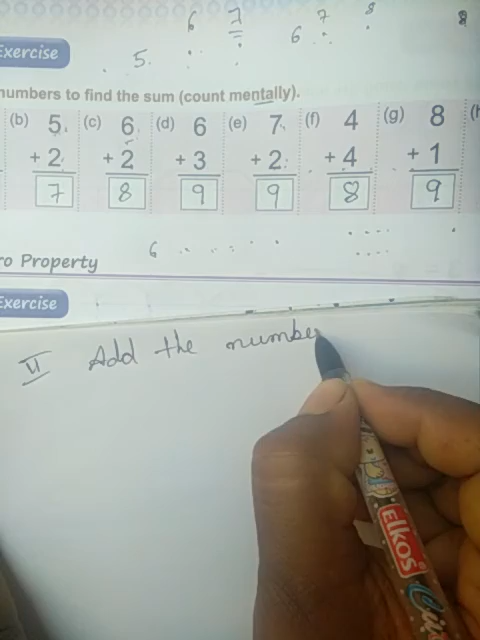 6 7 6 7 8 8
Exercise 5.
numbers to find the sum (count mentally).
(b) 5 (c) 6 (d) 6 (e) 7 (f) 4 (g) 8
+ 2 + 2 + 3 + 2 + 4 + 1
7 8 9 9 8 9
6
ro Property
Exercise
II Add the numbe
Elkos